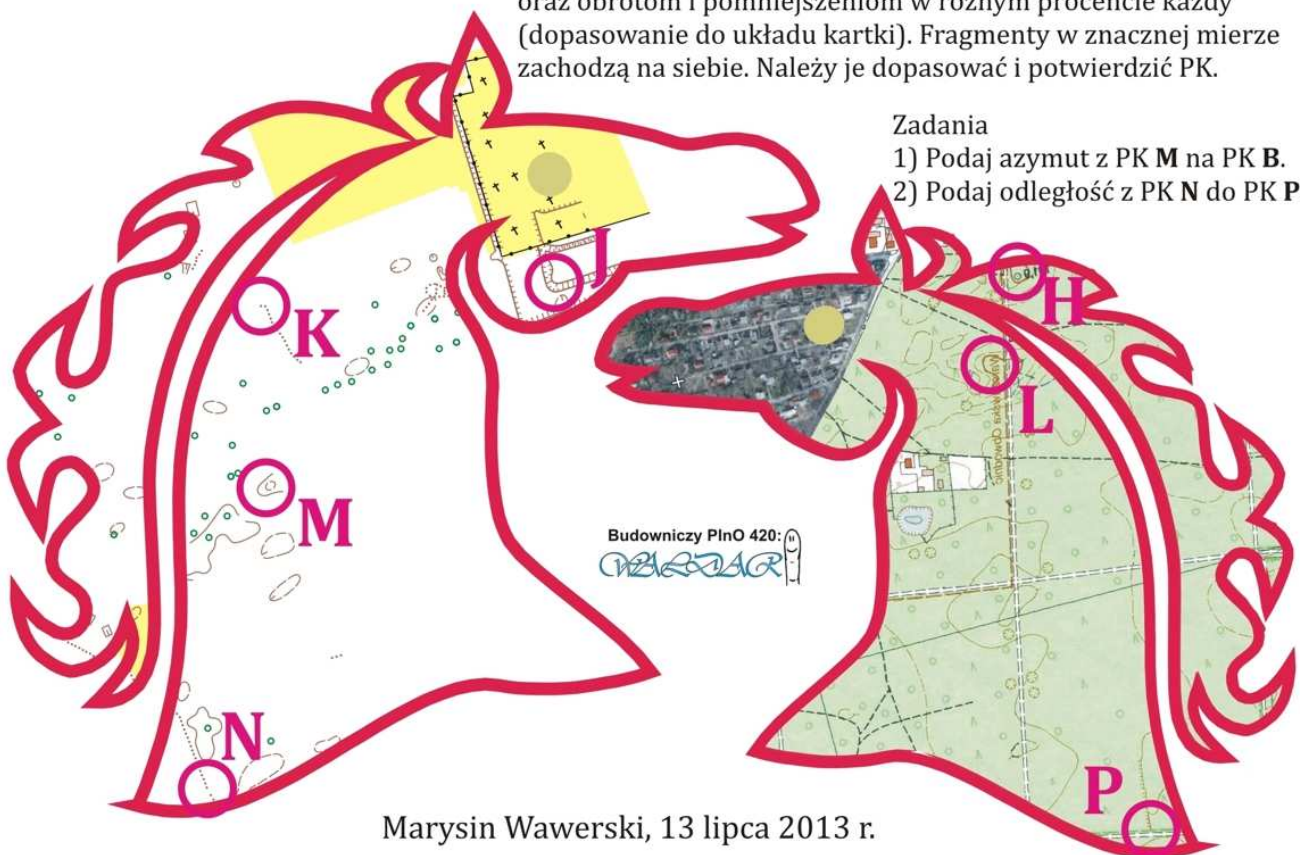 oraz obrotom i pomniejszeniom w różnym procencie każdy
(dopasowanie do układu kartki). Fragmenty w znacznej mierze
zachodzą na siebie. Należy je dopasować i potwierdzić PK.
Zadania
1) Podaj azymut z PK M na PK B.
2) Podaj odległość z PK N do PK P
J
H
K
L
M
Budowniczy PInO 420:
WALDAR
N
P
Marysin Wawerski, 13 lipca 2013 r.